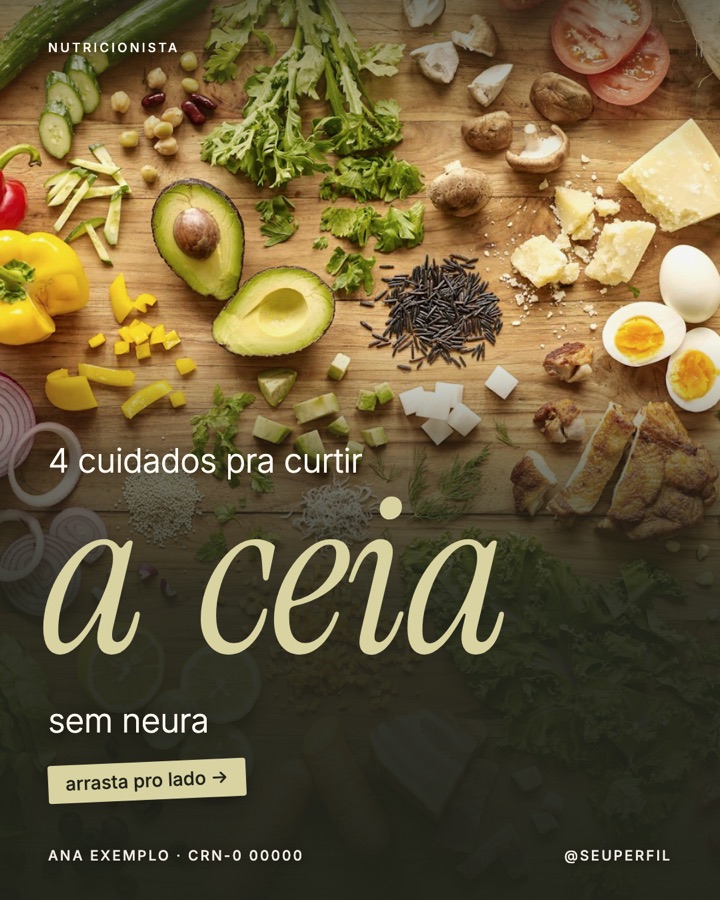 NUTRICIONISTA
4 cuidados pra curtir
a ceia
sem neura
arrasta pro lado →
ANA EXEMPLO · CRN-0 00000
@SEUPERFIL